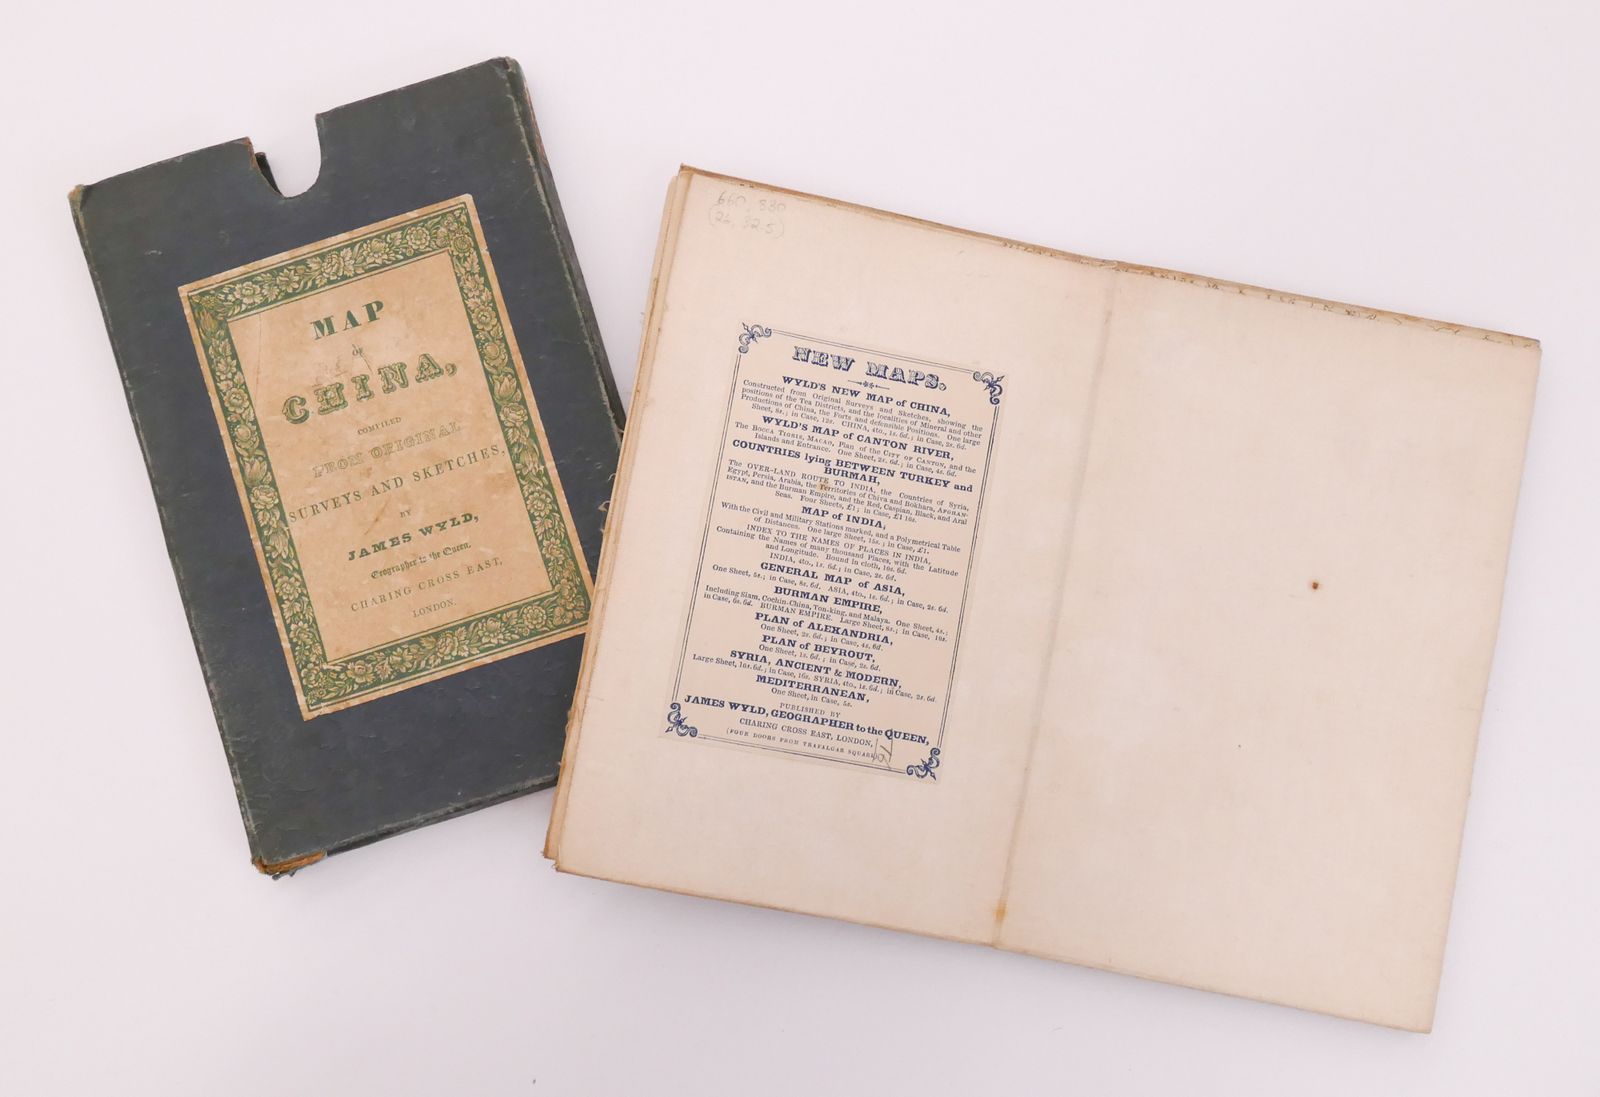 MAP
OF
CHINA,
COMPILED
FROM ORIGINAL
SURVEYS AND SKETCHES,
BY
JAMES WYLD,
Geographer to the Queen,
CHARING CROSS EAST,
LONDON.
660, 830
(26, 32.5)
NEW MAPS.
WYLD'S NEW MAP of CHINA,
Constructed from Original Surveys and Sketches, showing the
positions of the Tea Districts, and the localities of Mineral and other
Productions of China, the Forts and defensible Positions. One large
Sheet, 8s.; in Case, 12s. CHINA, 4to., 1s. 6d.; in Case, 2s. 6d.
WYLD'S MAP of CANTON RIVER,
The BOCCA TIGRIS, MACAO, Plan of the CITY OF CANTON, and the
Islands and Entrance. One Sheet, 2s. 6d.; in Case, 4s. 6d.
COUNTRIES lying BETWEEN TURKEY and
BURMAH,
The OVER-LAND ROUTE TO INDIA, the Countries of Syria,
Egypt, Persia, Arabia, the Territories of Chiva and Bokhara, AFGHAN-
ISTAN, and the Burman Empire, and the Red, Caspian, Black, and Aral
Seas. Four Sheets, £1; in Case, £1 10s.
MAP of INDIA,
With the Civil and Military Stations marked, and a Polymetrical Table
of Distances. One large Sheet, 15s.; in Case, £1.
INDEX TO THE NAMES OF PLACES IN INDIA,
Containing the Names of many thousand Places, with the Latitude
and Longitude. Bound in cloth, 10s. 6d.
INDIA, 4to., 1s. 6d.; in Case, 2s. 6d.
GENERAL MAP of ASIA,
One Sheet, 5s.; in Case, 8s. 6d. ASIA, 4to., 1s. 6d.; in Case, 2s. 6d.
BURMAN EMPIRE,
Including Siam, Cochin-China, Ton-king, and Malaya. One Sheet, 4s.;
in Case, 6s. 6d. BURMAN EMPIRE. Large Sheet, 8s.; in Case, 16s.
PLAN of ALEXANDRIA,
One Sheet, 2s. 6d.; in Case, 4s. 6d.
PLAN of BEYROUT,
One Sheet, 1s. 6d.; in Case, 2s. 6d.
SYRIA, ANCIENT & MODERN,
Large Sheet, 10s. 6d.; in Case, 16s. SYRIA, 4to., 1s. 6d.; in Case, 2s. 6d.
MEDITERRANEAN,
One Sheet, in Case, 5s.
PUBLISHED BY
JAMES WYLD, GEOGRAPHER to the QUEEN,
CHARING CROSS EAST, LONDON,
(FOUR DOORS FROM TRAFALGAR SQUARE)